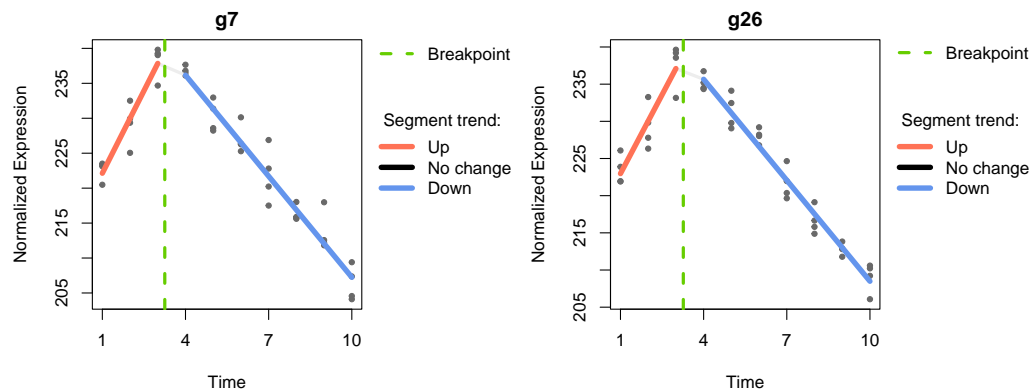 g7
Normalized Expression
235
225
215
205
1
4
7
10
Time
Breakpoint
Segment trend:
Up
No change
Down
g26
Normalized Expression
235
225
215
205
1
4
7
10
Time
Breakpoint
Segment trend:
Up
No change
Down